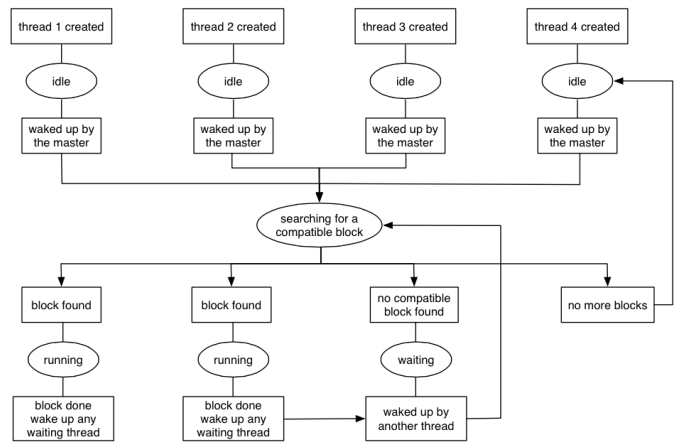 thread 1 created
thread 2 created
thread 3 created
thread 4 created
idle
idle
idle
idle
waked up by
the master
waked up by
the master
waked up by
the master
waked up by
the master
searching for a
compatible block
block found
block found
no compatible
block found
no more blocks
running
running
waiting
block done
wake up any
waiting thread
block done
wake up any
waiting thread
waked up by
another thread